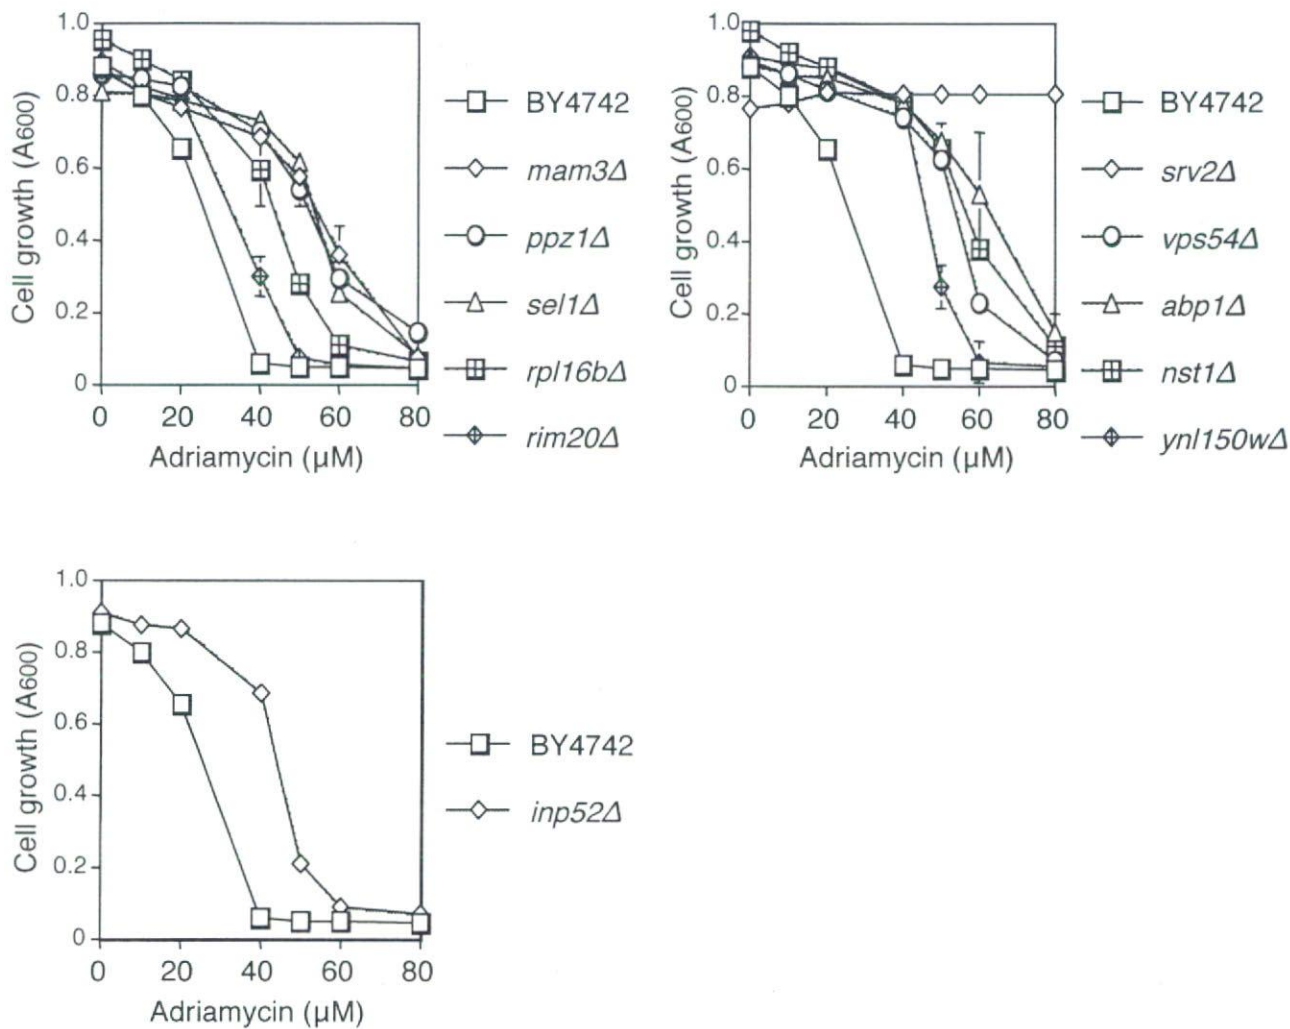 1.0
0.8
0.6
0.4
0.2
0
Cell growth (A600)
0 20 40 60 80
Adriamycin (μM)
BY4742
mam3Δ
ppz1Δ
sel1Δ
rpl16bΔ
rim20Δ
1.0
0.8
0.6
0.4
0.2
0
Cell growth (A600)
0 20 40 60 80
Adriamycin (μM)
BY4742
srv2Δ
vps54Δ
abp1Δ
nst1Δ
ynl150wΔ
1.0
0.8
0.6
0.4
0.2
0
Cell growth (A600)
0 20 40 60 80
Adriamycin (μM)
BY4742
inp52Δ